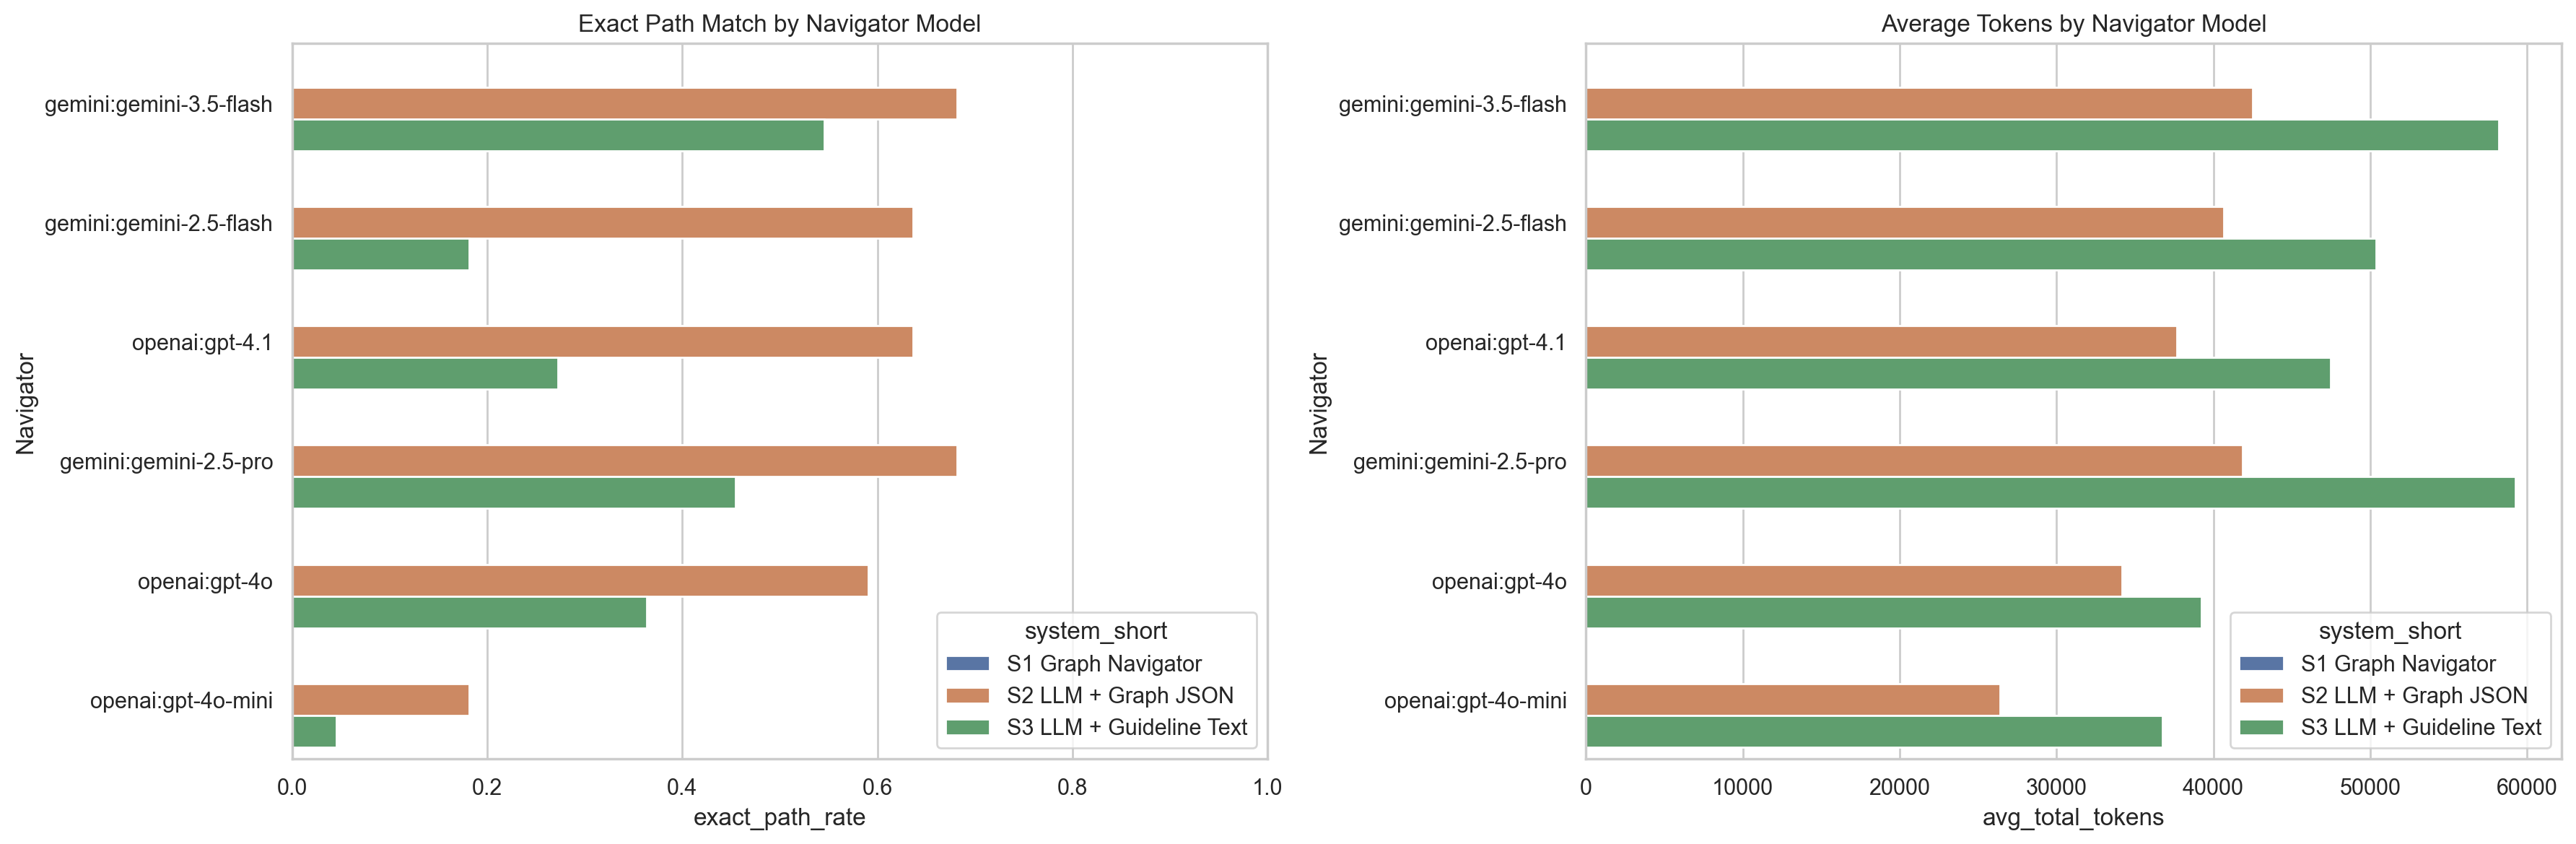 Exact Path Match by Navigator Model
Navigator
gemini:gemini-3.5-flash
gemini:gemini-2.5-flash
openai:gpt-4.1
gemini:gemini-2.5-pro
openai:gpt-4o
openai:gpt-4o-mini
system_short
S1 Graph Navigator
S2 LLM + Graph JSON
S3 LLM + Guideline Text
0.0 0.2 0.4 0.6 0.8 1.0
exact_path_rate
Average Tokens by Navigator Model
Navigator
gemini:gemini-3.5-flash
gemini:gemini-2.5-flash
openai:gpt-4.1
gemini:gemini-2.5-pro
openai:gpt-4o
openai:gpt-4o-mini
system_short
S1 Graph Navigator
S2 LLM + Graph JSON
S3 LLM + Guideline Text
0 10000 20000 30000 40000 50000 60000
avg_total_tokens